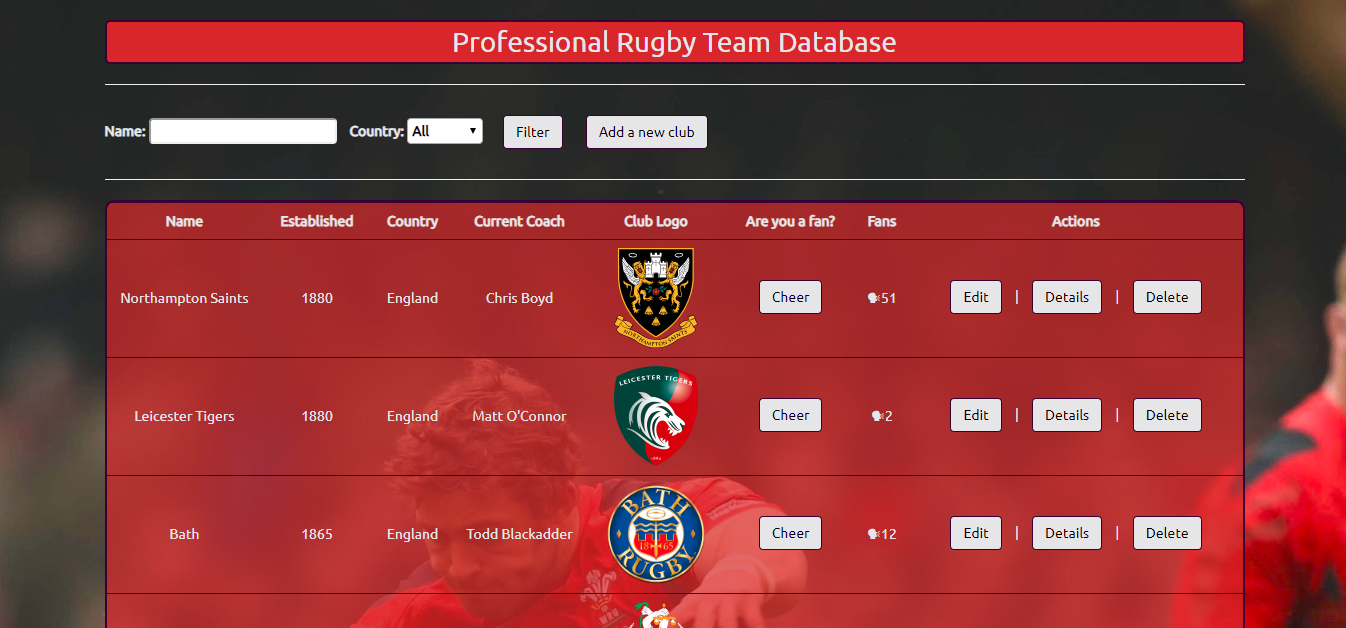 Professional Rugby Team Database
Name: Country: All Filter Add a new club
Name Established Country Current Coach Club Logo Are you a fan? Fans Actions
NORTHAMPTON SAINTS
Northampton Saints 1880 England Chris Boyd Cheer 51 Edit | Details | Delete
LEICESTER TIGERS
Leicester Tigers 1880 England Matt O'Connor Cheer 2 Edit | Details | Delete
BATH
Bath 1865 England Todd Blackadder Cheer 12 Edit | Details | Delete
1865
RUGBY
WRU